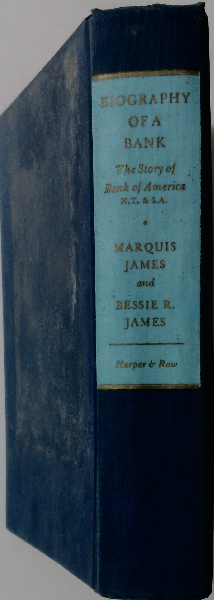 BIOGRAPHY
OF A
BANK
The Story of
Bank of America
N.T. & S.A.
MARQUIS
JAMES
and
BESSIE R.
JAMES
Harper & Row